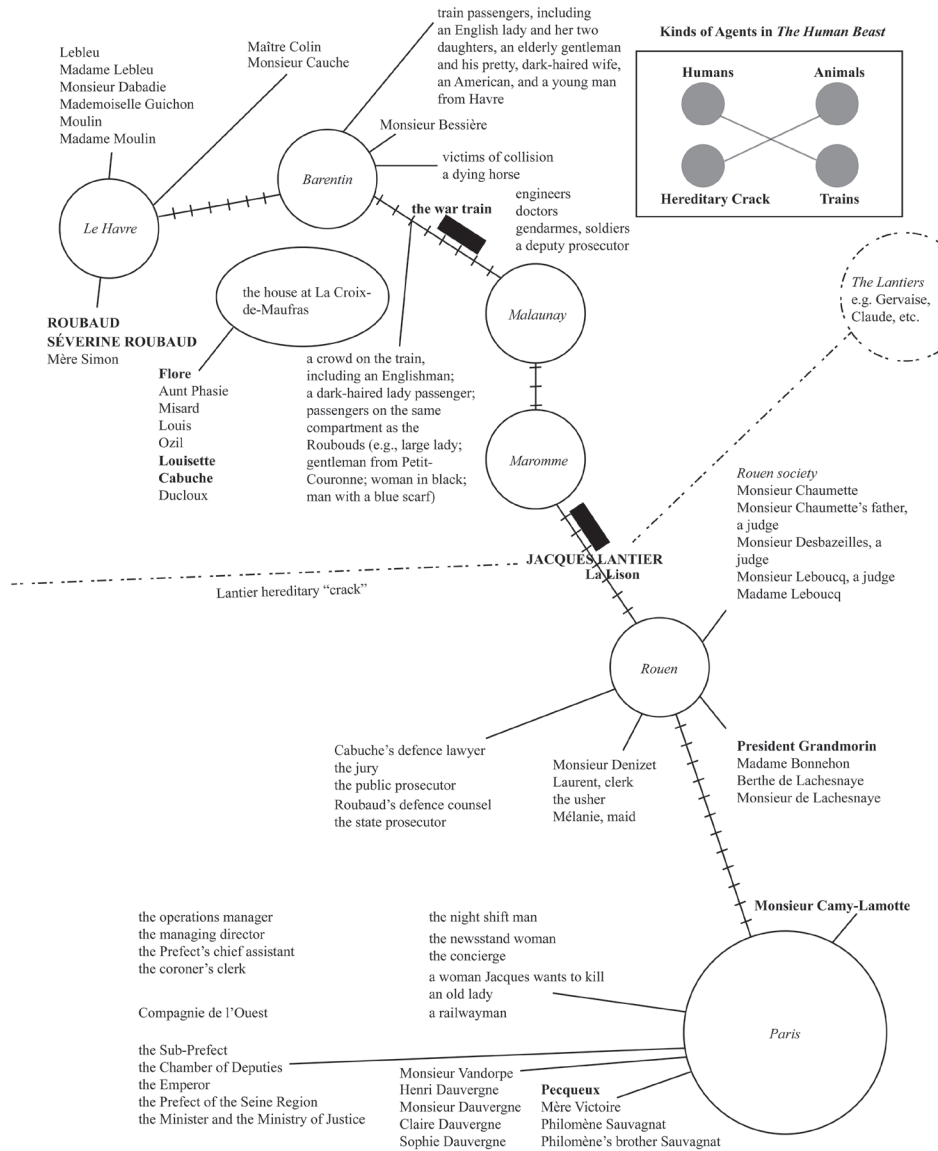 train passengers, including
an English lady and her two
daughters, an elderly gentleman
and his pretty, dark-haired wife,
an American, and a young man
from Havre
Kinds of Agents in The Human Beast
Humans
Animals
Hereditary Crack
Trains
Lebleu
Madame Lebleu
Monsieur Dabadie
Mademoiselle Guichon
Moulin
Madame Moulin
Maître Colin
Monsieur Cauche
Monsieur Bessière
victims of collision
a dying horse
Barentin
Le Havre
the war train
engineers
doctors
gendarmes, soldiers
a deputy prosecutor
the house at La Croix-
de-Maufras
Malaunay
The Lantiers
e.g. Gervaise,
Claude, etc.
ROUBAUD
SÉVERINE ROUBAUD
Mère Simon
Flore
Aunt Phasie
Misard
Louis
Ozil
Louisette
Cabuche
Ducloux
a crowd on the train,
including an Englishman;
a dark-haired lady passenger;
passengers on the same
compartment as the
Roubouds (e.g., large lady;
gentleman from Petit-
Couronne; woman in black;
man with a blue scarf)
Maromme
Rouen society
Monsieur Chaumette
Monsieur Chaumette's father,
a judge
Monsieur Desbazeilles, a
judge
Monsieur Leboucq, a judge
Madame Leboucq
JACQUES LANTIER
La Lison
Lantier hereditary "crack"
Rouen
Cabuche's defence lawyer
the jury
the public prosecutor
Roubaud's defence counsel
the state prosecutor
Monsieur Denizet
Laurent, clerk
the usher
Mélanie, maid
President Grandmorin
Madame Bonnehon
Berthe de Lachesnaye
Monsieur de Lachesnaye
Monsieur Camy-Lamotte
the operations manager
the managing director
the Prefect's chief assistant
the coroner's clerk
Compagnie de l'Ouest
the night shift man
the newsstand woman
the concierge
a woman Jacques wants to kill
an old lady
a railwayman
Paris
the Sub-Prefect
the Chamber of Deputies
the Emperor
the Prefect of the Seine Region
the Minister and the Ministry of Justice
Monsieur Vandorpe
Henri Dauvergne
Monsieur Dauvergne
Claire Dauvergne
Sophie Dauvergne
Pecqueux
Mère Victoire
Philomène Sauvagnat
Philomène's brother Sauvagnat